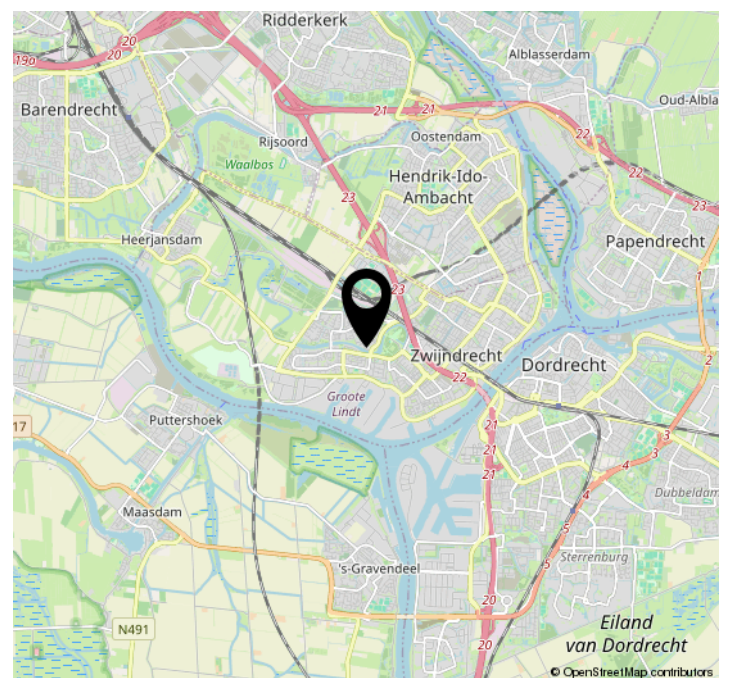 Ridderkerk
20
20
19a
Alblasserdam
Barendrecht
21
21
Oud-Albla
22
Rijsoord
Oostendam
Waalbos
Hendrik-Ido-
Ambacht
22
23
23
Heerjansdam
Papendrecht
1
23
Zwijndrecht
Dordrecht
2
22
Groote
Lindt
Puttershoek
17
21
21
21
3
3
4
4
Dubbeldam
Maasdam
5
Sterrenburg
5
's-Gravendeel
20
N491
Eiland
van Dordrecht
20
© OpenStreetMap contributors